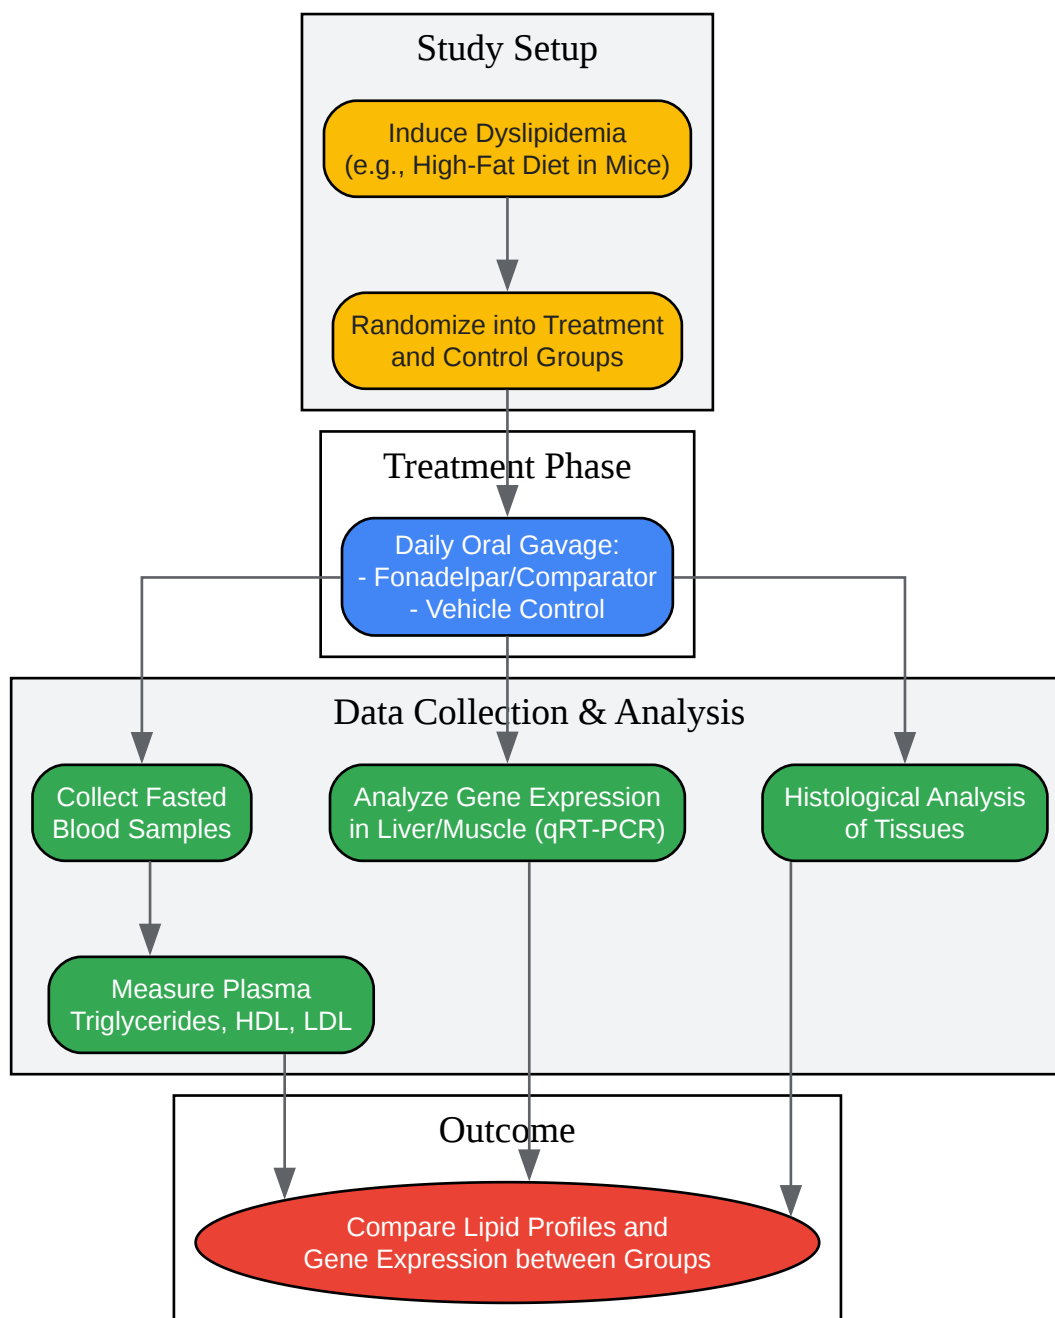 Study Setup
Induce Dyslipidemia
(e.g., High-Fat Diet in Mice)
Randomize into Treatment
and Control Groups
Treatment Phase
Daily Oral Gavage:
- Fonadelpar/Comparator
- Vehicle Control
Data Collection & Analysis
Collect Fasted
Blood Samples
Analyze Gene Expression
in Liver/Muscle (qRT-PCR)
Histological Analysis
of Tissues
Measure Plasma
Triglycerides, HDL, LDL
Outcome
Compare Lipid Profiles and
Gene Expression between Groups